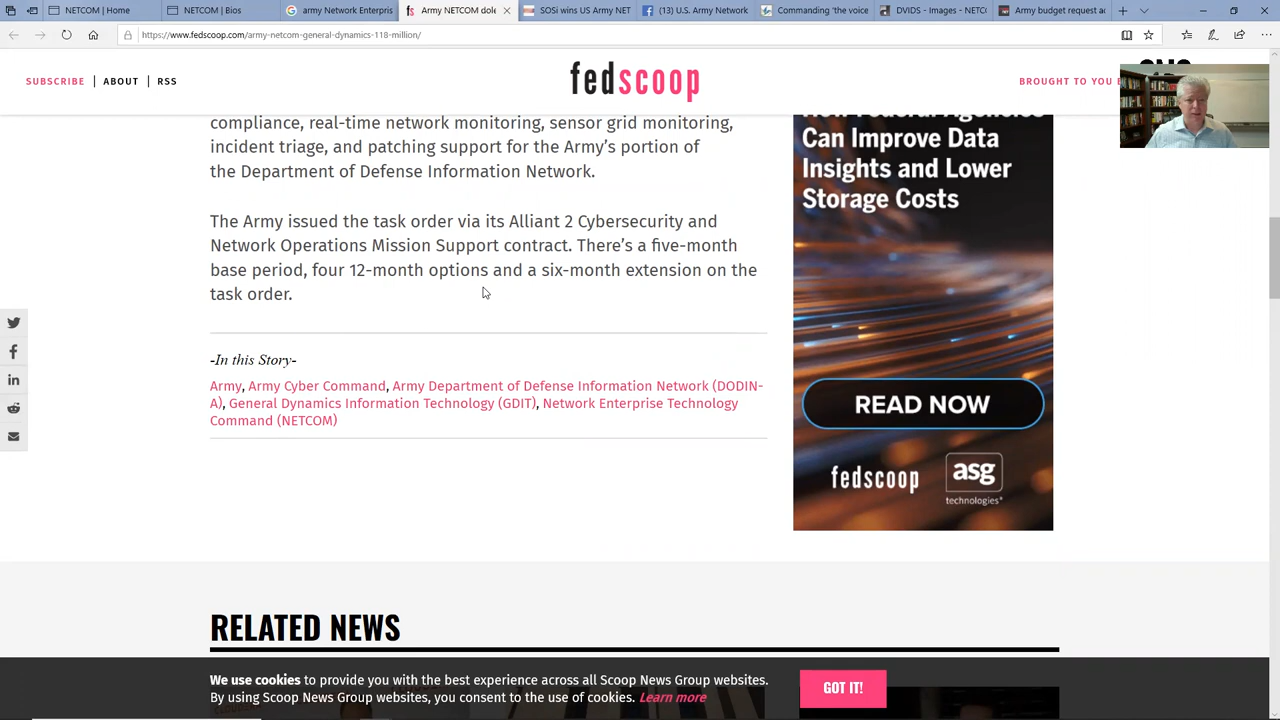 NETCOM | Home
NETCOM | Bios
army Network Enterpris
Army NETCOM dole
SOSi wins US Army NET
(13) U.S. Army Network
Commanding 'the voice
DVIDS - Images - NETCO
Army budget request ad
https://www.fedscoop.com/army-netcom-general-dynamics-118-million/
SUBSCRIBE | ABOUT | RSS
fedscoop
BROUGHT TO YOU
compliance, real-time network monitoring, sensor grid monitoring,
incident triage, and patching support for the Army's portion of
the Department of Defense Information Network.
The Army issued the task order via its Alliant 2 Cybersecurity and
Network Operations Mission Support contract. There's a five-month
base period, four 12-month options and a six-month extension on the
task order.
-In this Story-
Army, Army Cyber Command, Army Department of Defense Information Network (DODIN-
A), General Dynamics Information Technology (GDIT), Network Enterprise Technology
Command (NETCOM)
How Federal Agencies
Can Improve Data
Insights and Lower
Storage Costs
READ NOW
fedscoop
asg
technologies
RELATED NEWS
We use cookies to provide you with the best experience across all Scoop News Group websites.
By using Scoop News Group websites, you consent to the use of cookies. Learn more
GOT IT!